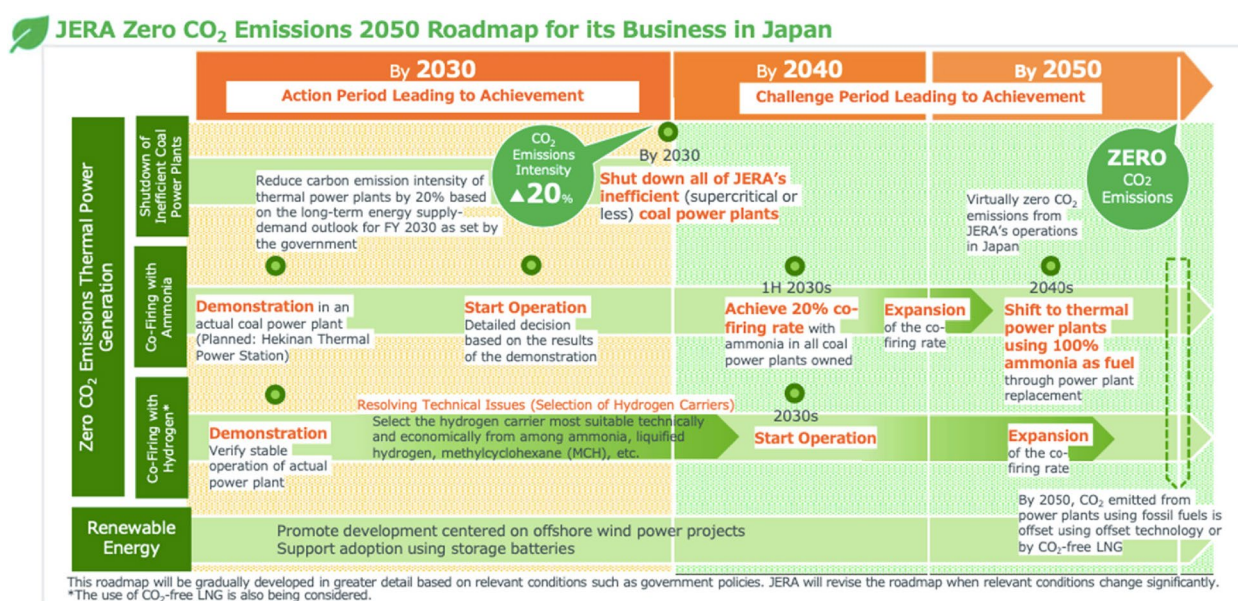 JERA Zero CO₂ Emissions 2050 Roadmap for its Business in Japan
By 2030
Action Period Leading to Achievement
By 2040
By 2050
Challenge Period Leading to Achievement
Zero CO₂ Emissions Thermal Power
Generation
Shutdown of
Inefficient Coal
Power Plants
Reduce carbon emission intensity of
thermal power plants by 20% based
on the long-term energy supply-
demand outlook for FY 2030 as set by
the government
CO₂
Emissions
Intensity
▲20%
By 2030
Shut down all of JERA's
inefficient (supercritical or
less) coal power plants
Virtually zero CO₂
emissions from
JERA's operations
in Japan
ZERO
CO₂
Emissions
Co-Firing with
Ammonia
Demonstration in an
actual coal power plant
(Planned: Hekinan Thermal
Power Station)
Start Operation
Detailed decision
based on the results
of the demonstration
1H 2030s
Achieve 20% co-
firing rate with
ammonia in all coal
power plants owned
Expansion
of the co-
firing rate
2040s
Shift to thermal
power plants
using 100%
ammonia as fuel
through power plant
replacement
Co-Firing with
Hydrogen*
Demonstration
Verify stable
operation of actual
power plant
Resolving Technical Issues (Selection of Hydrogen Carriers)
Select the hydrogen carrier most suitable technically
and economically from among ammonia, liquified
hydrogen, methylcyclohexane (MCH), etc.
2030s
Start Operation
Expansion
of the co-
firing rate
By 2050, CO₂ emitted from
power plants using fossil fuels is
offset using offset technology or
by CO₂-free LNG
Renewable
Energy
Promote development centered on offshore wind power projects
Support adoption using storage batteries
This roadmap will be gradually developed in greater detail based on relevant conditions such as government policies. JERA will revise the roadmap when relevant conditions change significantly.
*The use of CO₂-free LNG is also being considered.